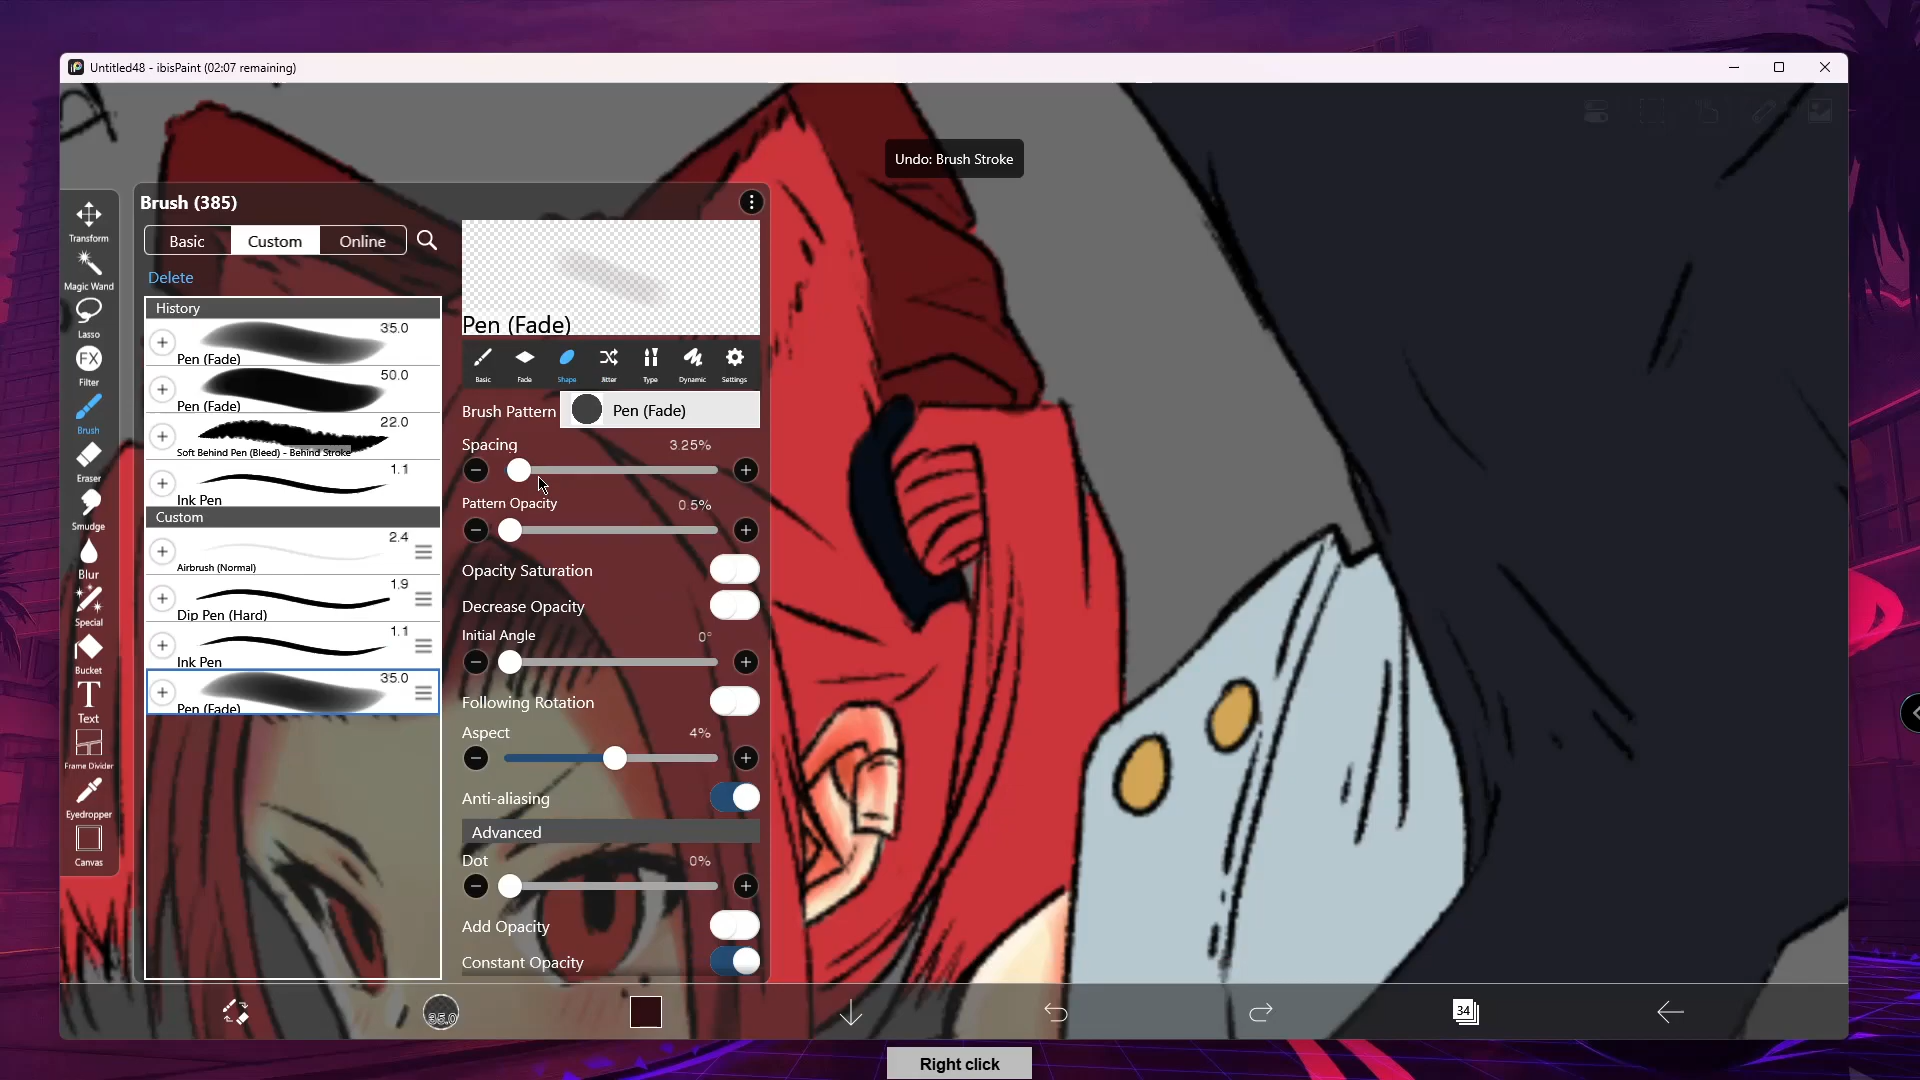 Untitled48 - ibisPaint (02:07 remaining)
Undo: Brush Stroke
Brush (385)
Basic
Custom
Online
Delete
History
35.0
Pen (Fade)
50.0
Pen (Fade)
22.0
Soft Behind Pen (Bleed) - Behind Stroke
1.1
Ink Pen
Custom
2.4
Airbrush (Normal)
1.9
Dip Pen (Hard)
1.1
Ink Pen
35.0
Pen (Fade)
Transform
Magic Wand
Lasso
FX
Filter
Brush
Eraser
Smudge
Blur
Special
Bucket
T
Text
Frame Divider
Eyedropper
Canvas
Pen (Fade)
Basic
Fade
Shape
Jitter
Type
Dynamic
Settings
Brush Pattern
Pen (Fade)
Spacing
3.25%
Pattern Opacity
0.5%
Opacity Saturation
Decrease Opacity
Initial Angle
0°
Following Rotation
Aspect
4%
Anti-aliasing
Advanced
Dot
0%
Add Opacity
Constant Opacity
35.0
34
Right click